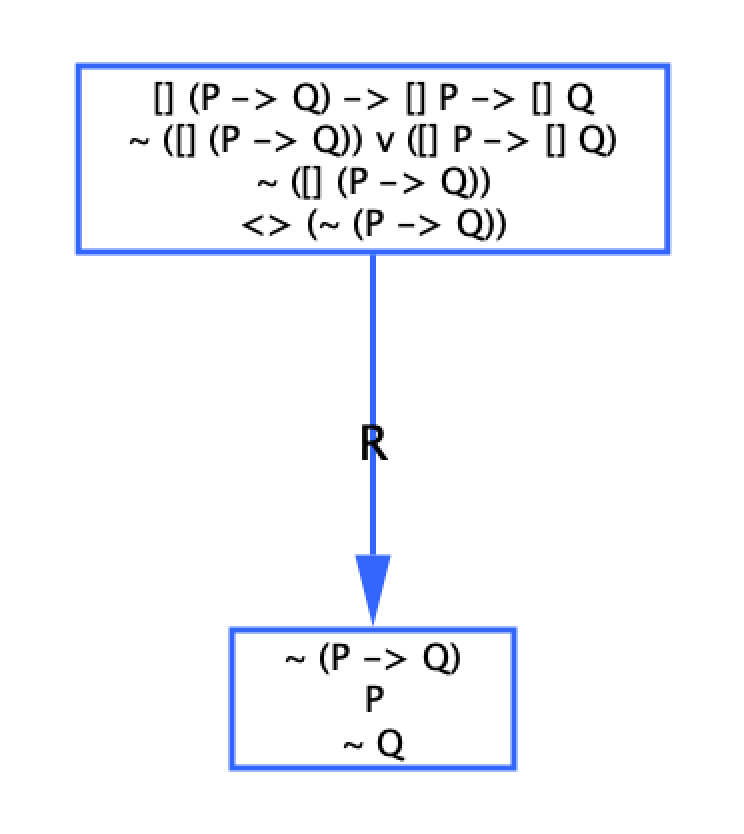 [] (P -> Q) -> [] P -> [] Q
~ ([] (P -> Q)) v ([] P -> [] Q)
~ ([] (P -> Q))
<> (~ (P -> Q))
R
~ (P -> Q)
P
~ Q